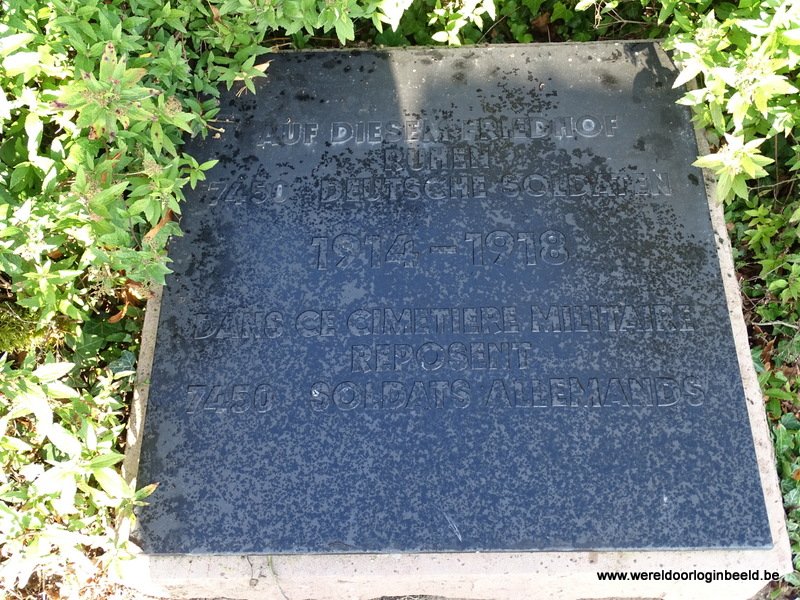 AUF DIESEM FRIEDHOF
RUHEN
7450 DEUTSCHE SOLDATEN
1914-1918
DANS CE CIMETIERE MILITAIRE
REPOSENT
7450 SOLDATS ALLEMANDS
www.wereldoorloginbeeld.be